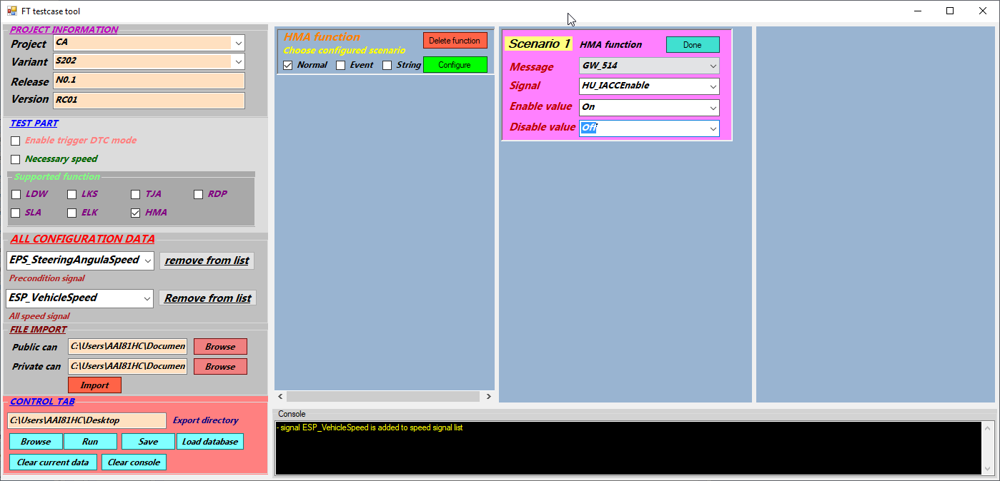 FT testcase tool
PROJECT INFORMATION
Project CA
Variant S202
Release N0.1
Version RC01
TEST PART
Enable trigger DTC mode
Necessary speed
Supported function
LDW LKS TJA RDP
SLA ELK HMA
ALL CONFIGURATION DATA
EPS_SteeringAngulaSpeed remove from list
Precondition signal
ESP_VehicleSpeed Remove from list
All speed signal
FILE IMPORT
Public can C:\Users\AAI81HC\Documen Browse
Private can C:\Users\AAI81HC\Documen Browse
Import
CONTROL TAB
C:\Users\AAI81HC\Desktop Export directory
Browse Run Save Load database
Clear current data Clear console
HMA function Delete function
Choose configured scenario
Normal Event String Configure
Scenario 1 HMA function Done
Message GW_514
Signal HU_IACCEnable
Enable value On
Disable value Off
Console
- signal ESP_VehicleSpeed is added to speed signal list